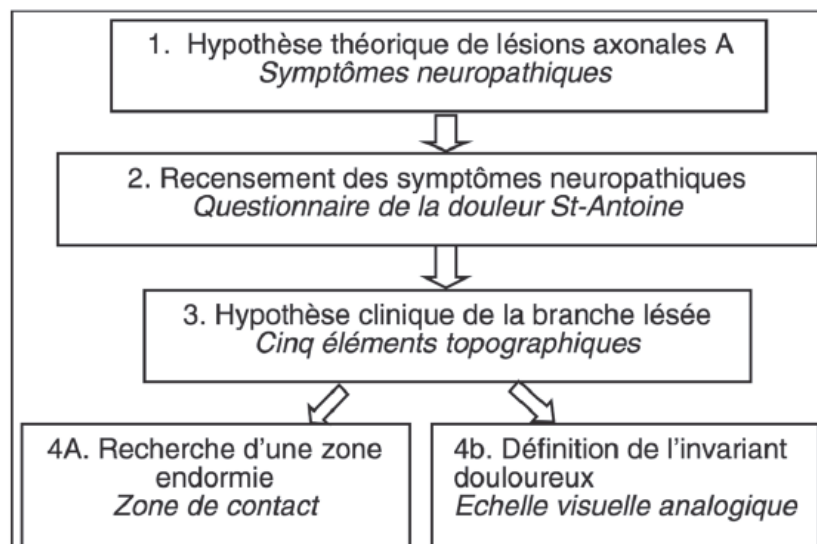 1. Hypothèse théorique de lésions axonales A
Symptômes neuropathiques
2. Recensement des symptômes neuropathiques
Questionnaire de la douleur St-Antoine
3. Hypothèse clinique de la branche lésée
Cinq éléments topographiques
4A. Recherche d'une zone
endormie
Zone de contact
4b. Définition de l'invariant
douloureux
Echelle visuelle analogique